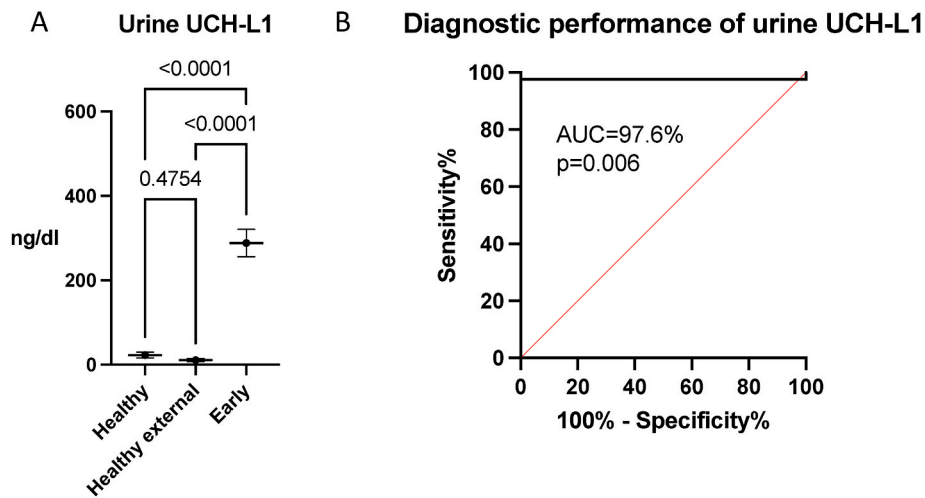 A
Urine UCH-L1
<0.0001
<0.0001
0.4754
600
400
200
0
ng/dl
Healthy
Healthy external
Early
B
Diagnostic performance of urine UCH-L1
100
80
60
40
20
0
Sensitivity%
AUC=97.6%
p=0.006
0 20 40 60 80 100
100% - Specificity%